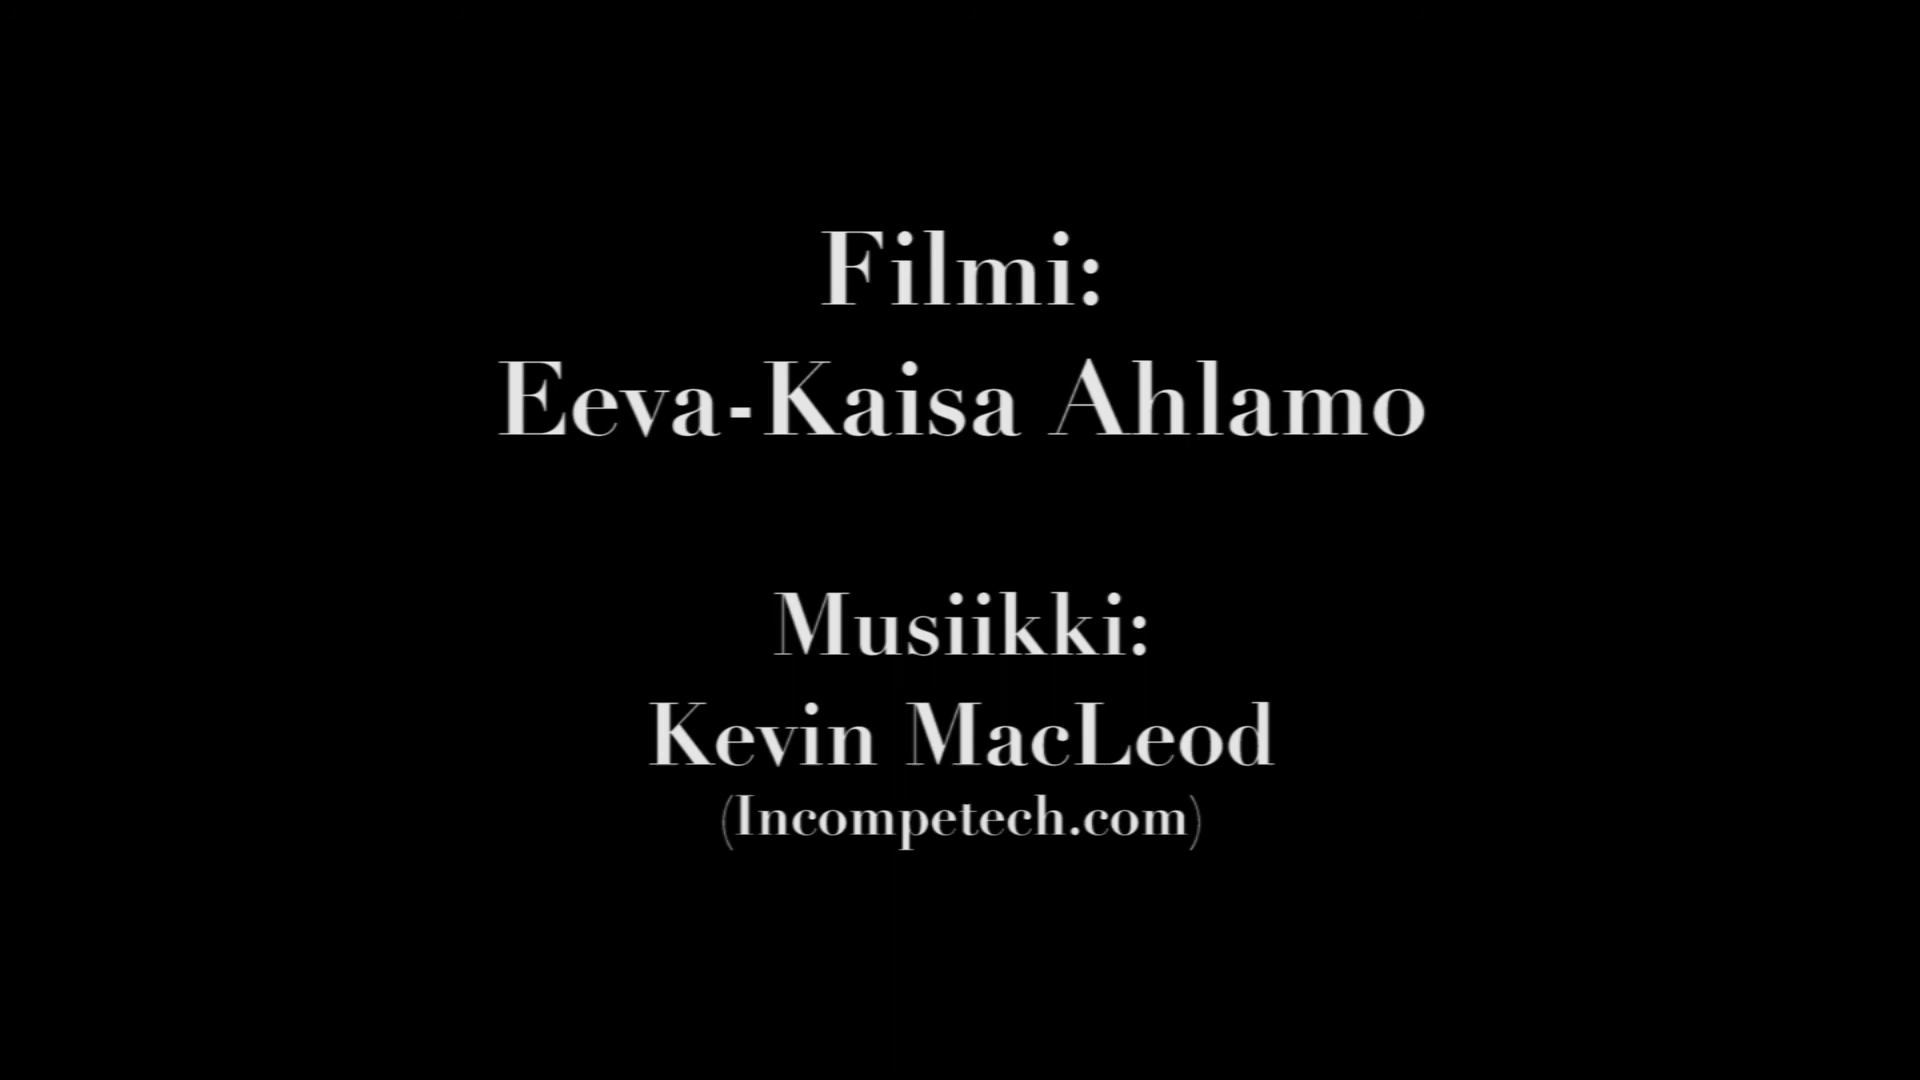 Filmi:
Eeva-Kaisa Ahlamo
Musiikki:
Kevin MacLeod
(Incompetech.com)